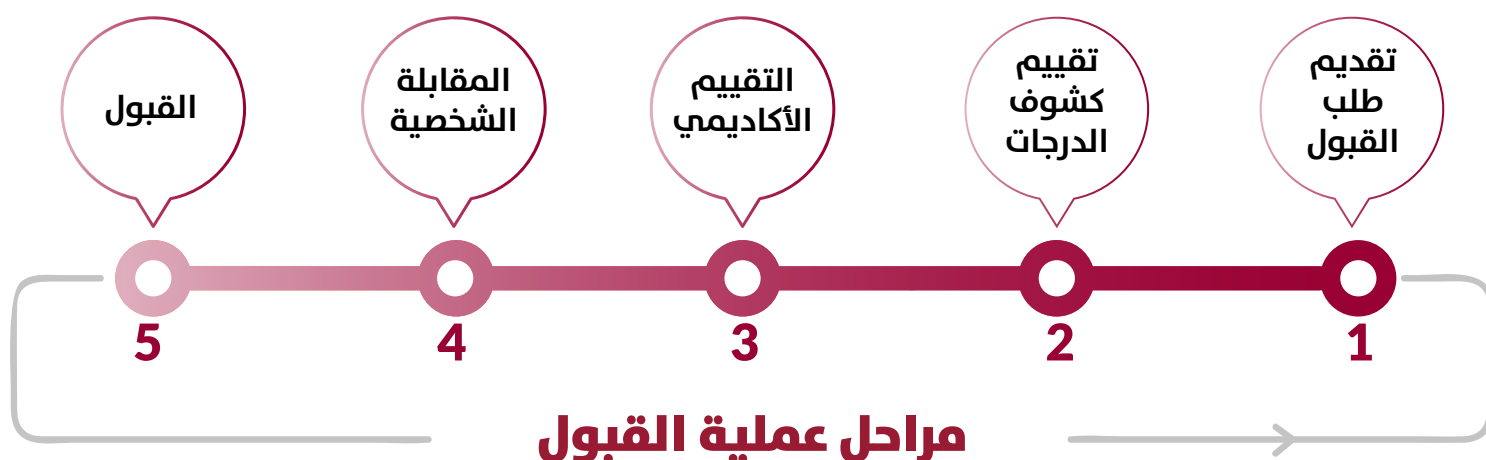 تقديم
طلب
القبول
تقييم
كشوف
الدرجات
التقييم
الأكاديمي
المقابلة
الشخصية
القبول
1
2
3
4
5
مراحل عملية القبول